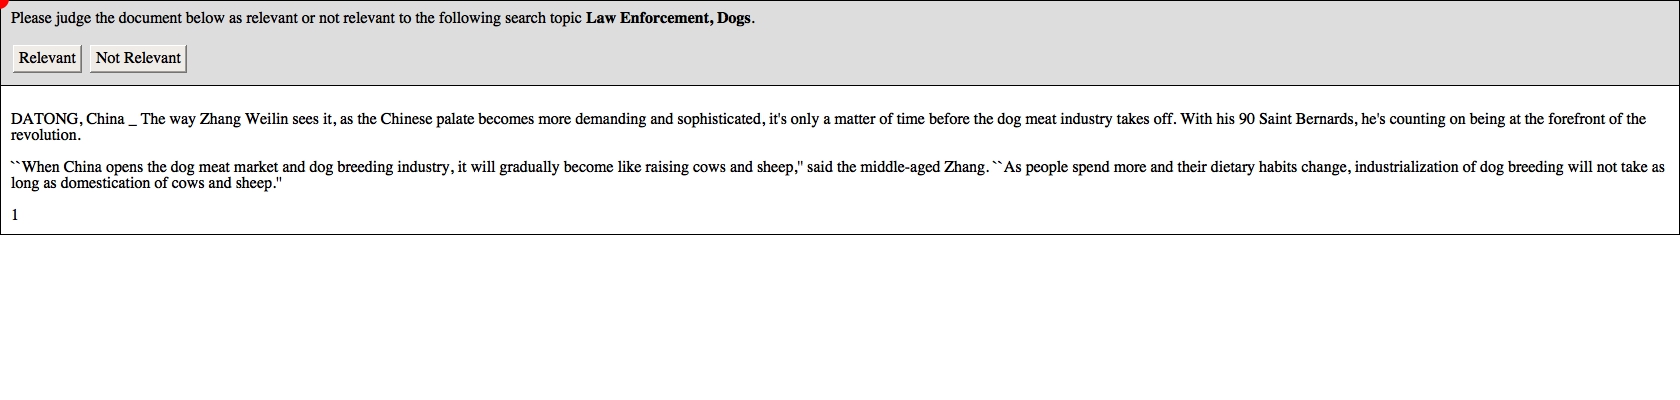 Please judge the document below as relevant or not relevant to the following search topic Law Enforcement, Dogs.
Relevant Not Relevant
DATONG, China _ The way Zhang Weilin sees it, as the Chinese palate becomes more demanding and sophisticated, it's only a matter of time before the dog meat industry takes off. With his 90 Saint Bernards, he's counting on being at the forefront of the
revolution.
``When China opens the dog meat market and dog breeding industry, it will gradually become like raising cows and sheep,'' said the middle-aged Zhang. ``As people spend more and their dietary habits change, industrialization of dog breeding will not take as
long as domestication of cows and sheep.''
1